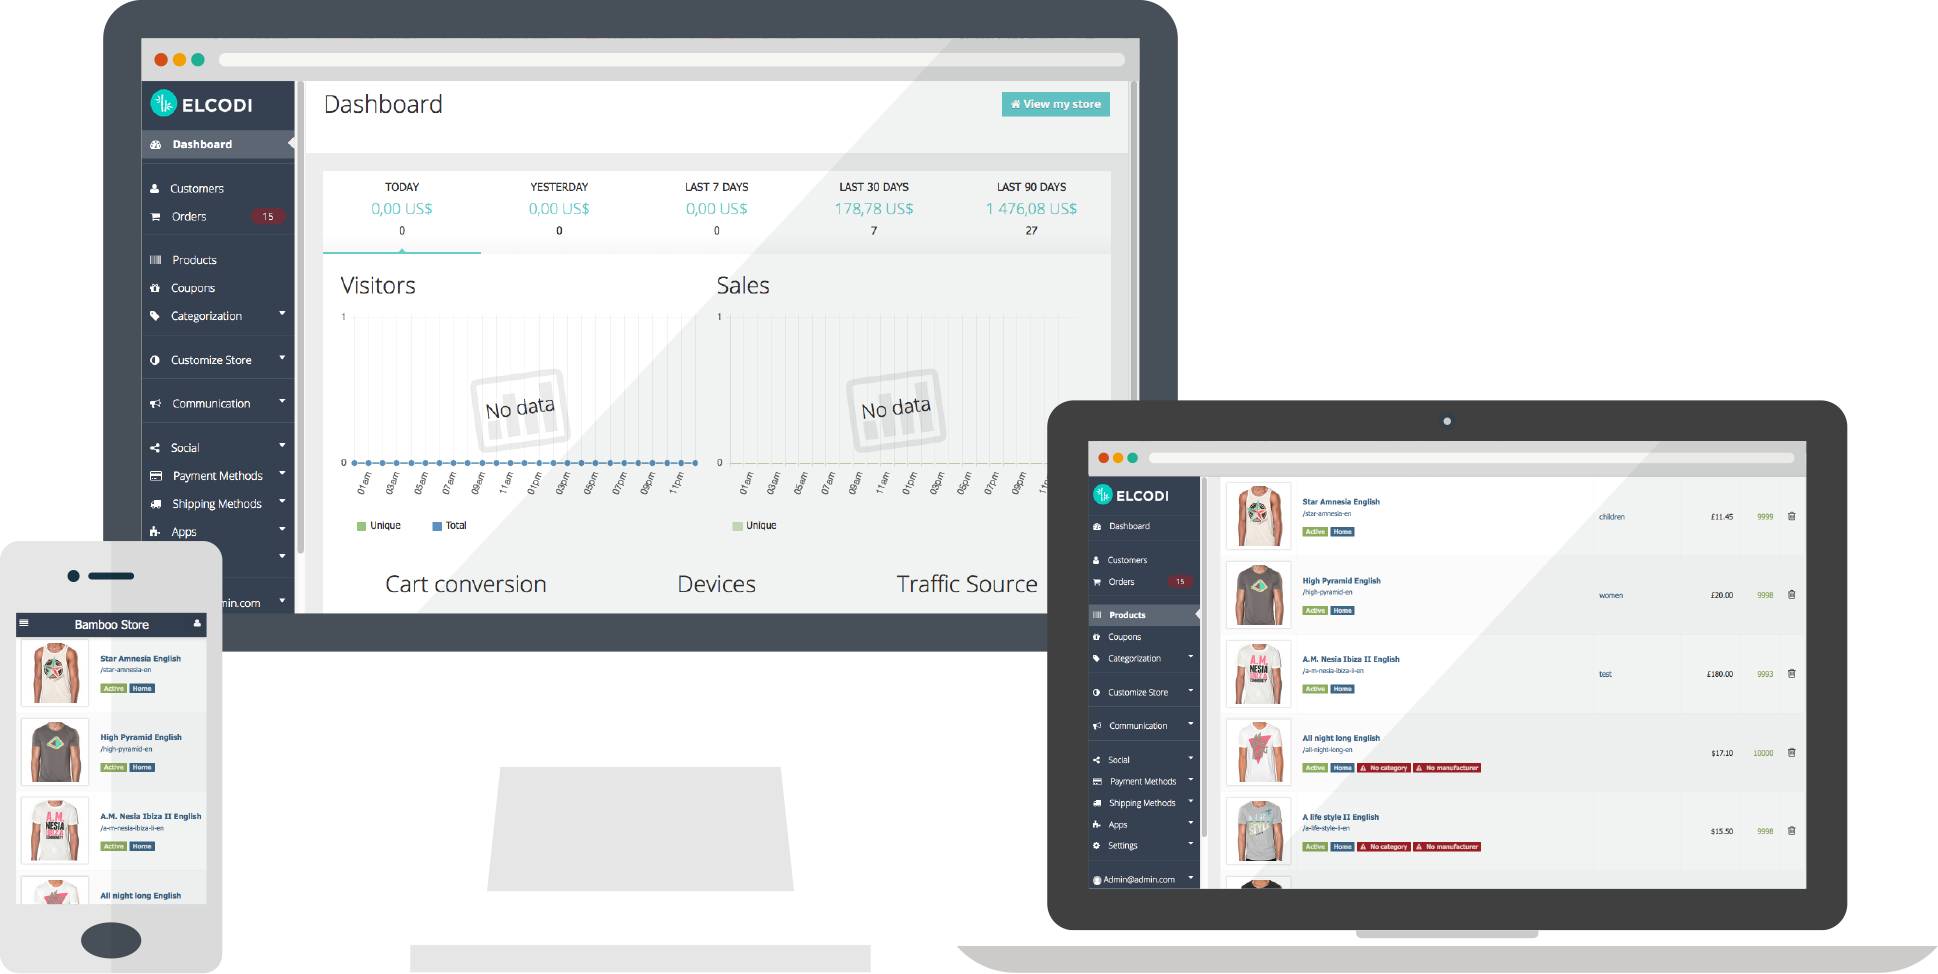 ELCODI
Dashboard
Customers
Orders 15
Products
Coupons
Categorization
Customize Store
Communication
Social
Payment Methods
Shipping Methods
Apps
min.com
Dashboard
View my store
TODAY YESTERDAY LAST 7 DAYS LAST 30 DAYS LAST 90 DAYS
0,00 US$ 0,00 US$ 0,00 US$ 178,78 US$ 1 476,08 US$
0 0 0 7 27
Visitors
1
No data
0
01am 03am 05am 07am 09am 11am 01pm 03pm 05pm 07pm 09pm 11pm
Unique Total
Sales
1
No data
0
01am 03am 05am 07am 09am 11am 01pm 03pm 05pm 07pm 09pm 11
Unique
Cart conversion Devices Traffic Source
Bamboo Store
Star Amnesia English
/star-amnesia-en
Active Home
High Pyramid English
/high-pyramid-en
Active Home
A.M.
NESIA
IBIZA
COMMUNITY
A.M. Nesia Ibiza II English
/a-m-nesia-ibiza-ii-en
Active Home
All night long English
ELCODI
Dashboard
Customers
Orders 15
Products
Coupons
Categorization
Customize Store
Communication
Social
Payment Methods
Shipping Methods
Apps
Settings
Admin@admin.com
Star Amnesia English
/star-amnesia-en
Active Home
children £11.45 9999
High Pyramid English
/high-pyramid-en
Active Home
women £20.00 9998
A.M.
NESIA
IBIZA
COMMUNITY
A.M. Nesia Ibiza II English
/a-m-nesia-ibiza-ii-en
Active Home
test £180.00 9993
All night long English
/all-night-long-en
Active Home No category No manufacturer
$17.10 10000
A LIFE
STYLE
A life style II English
/a-life-style-ii-en
Active Home No category No manufacturer
$15.50 9998